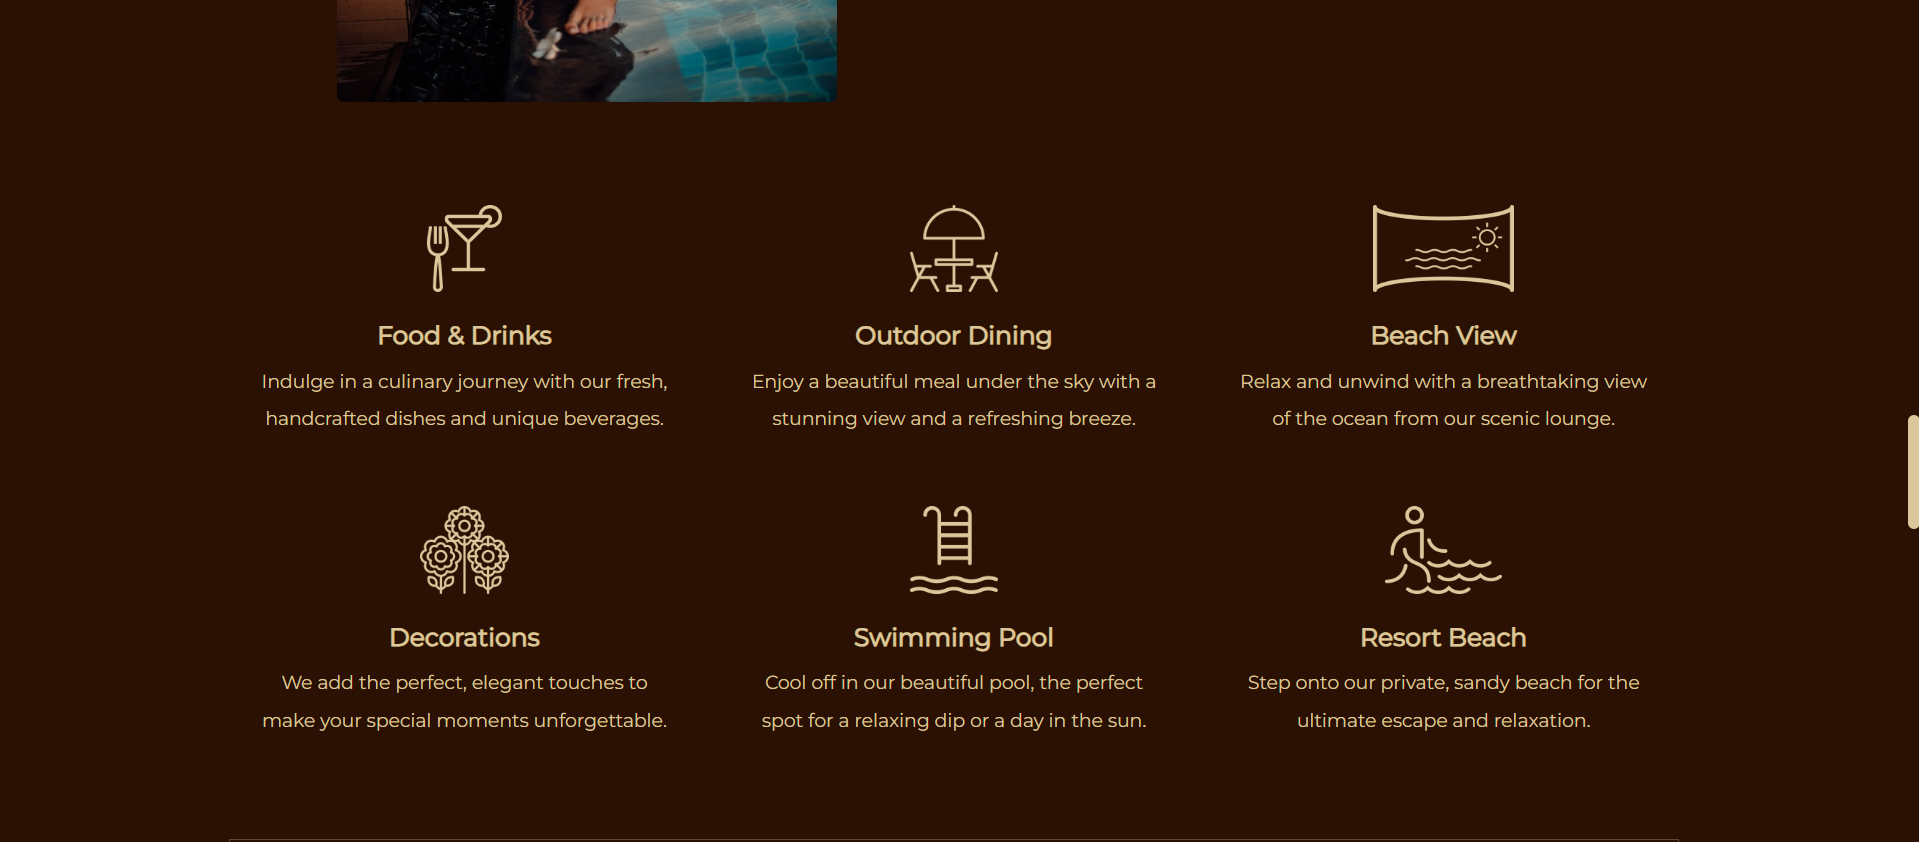 Food & Drinks
Indulge in a culinary journey with our fresh,
handcrafted dishes and unique beverages.
Outdoor Dining
Enjoy a beautiful meal under the sky with a
stunning view and a refreshing breeze.
Beach View
Relax and unwind with a breathtaking view
of the ocean from our scenic lounge.
Decorations
We add the perfect, elegant touches to
make your special moments unforgettable.
Swimming Pool
Cool off in our beautiful pool, the perfect
spot for a relaxing dip or a day in the sun.
Resort Beach
Step onto our private, sandy beach for the
ultimate escape and relaxation.